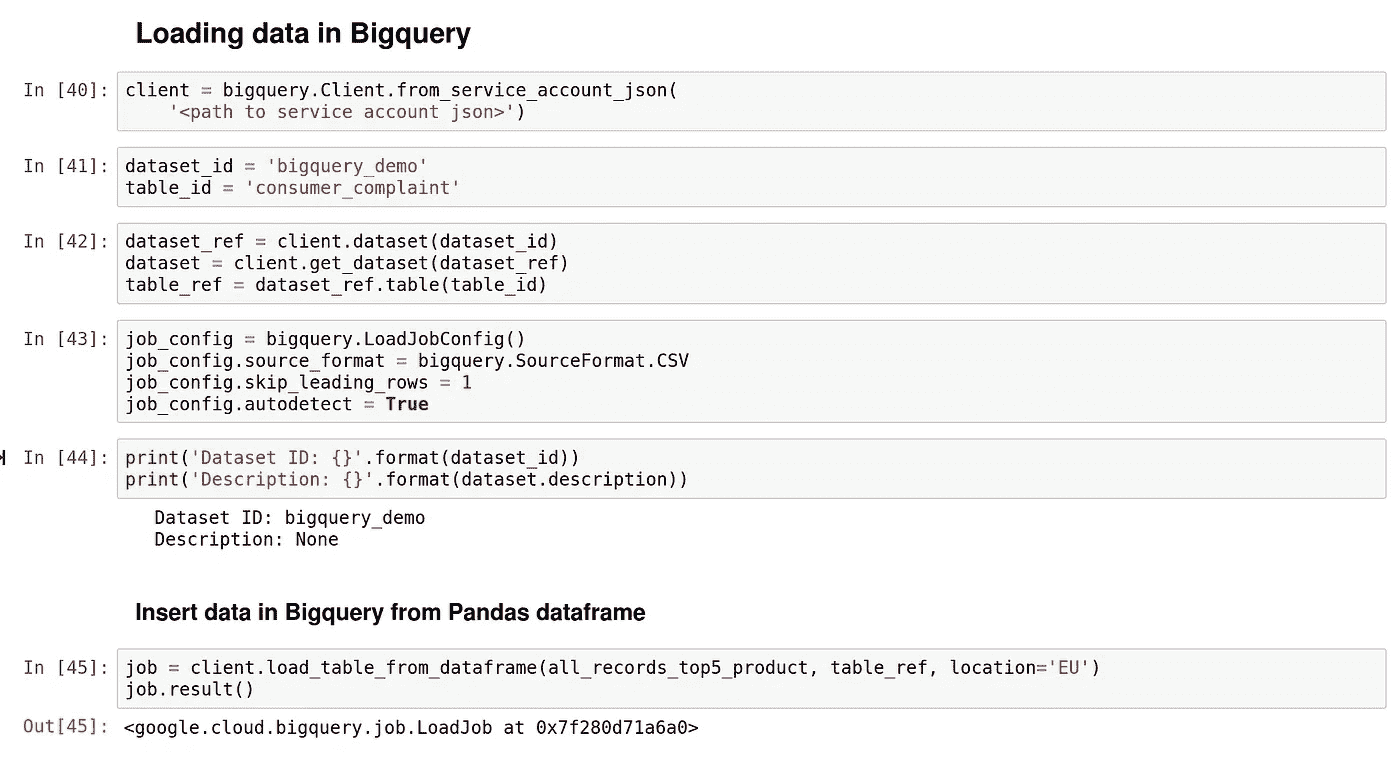 Loading data in Bigquery
In [40]: client = bigquery.Client.from_service_account_json(
    '<path to service account json>')
In [41]: dataset_id = 'bigquery_demo'
table_id = 'consumer_complaint'
In [42]: dataset_ref = client.dataset(dataset_id)
dataset = client.get_dataset(dataset_ref)
table_ref = dataset_ref.table(table_id)
In [43]: job_config = bigquery.LoadJobConfig()
job_config.source_format = bigquery.SourceFormat.CSV
job_config.skip_leading_rows = 1
job_config.autodetect = True
In [44]: print('Dataset ID: {}'.format(dataset_id))
print('Description: {}'.format(dataset.description))
Dataset ID: bigquery_demo
Description: None
Insert data in Bigquery from Pandas dataframe
In [45]: job = client.load_table_from_dataframe(all_records_top5_product, table_ref, location='EU')
job.result()
Out[45]: <google.cloud.bigquery.job.LoadJob at 0x7f280d71a6a0>